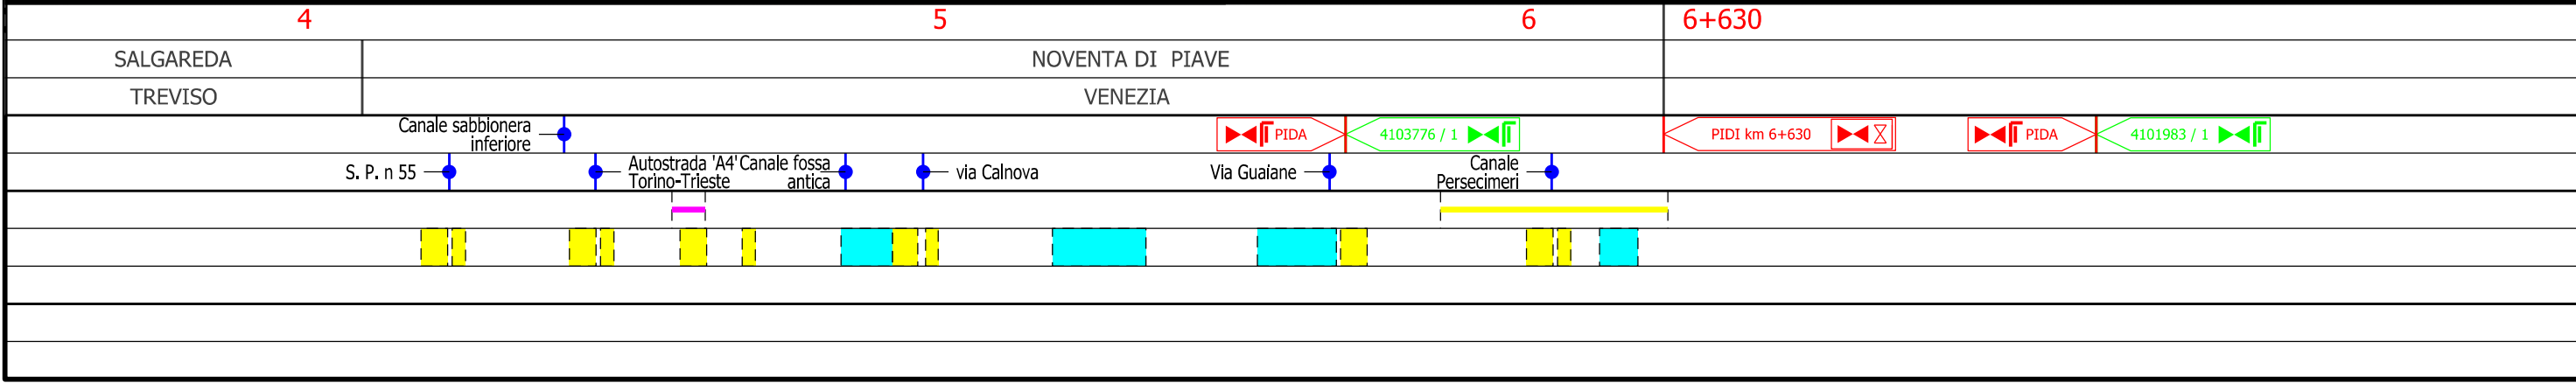 4 5 6 6+630
SALGAREDA NOVENTA DI PIAVE
TREVISO VENEZIA
Canale sabbionera
inferiore
PIDA 4103776 / 1 PIDI km 6+630 PIDA 4101983 / 1
S. P. n 55
Autostrada 'A4'
Torino-Trieste
Canale fossa
antica
via Calnova
Via Guaiane
Canale
Persecimeri